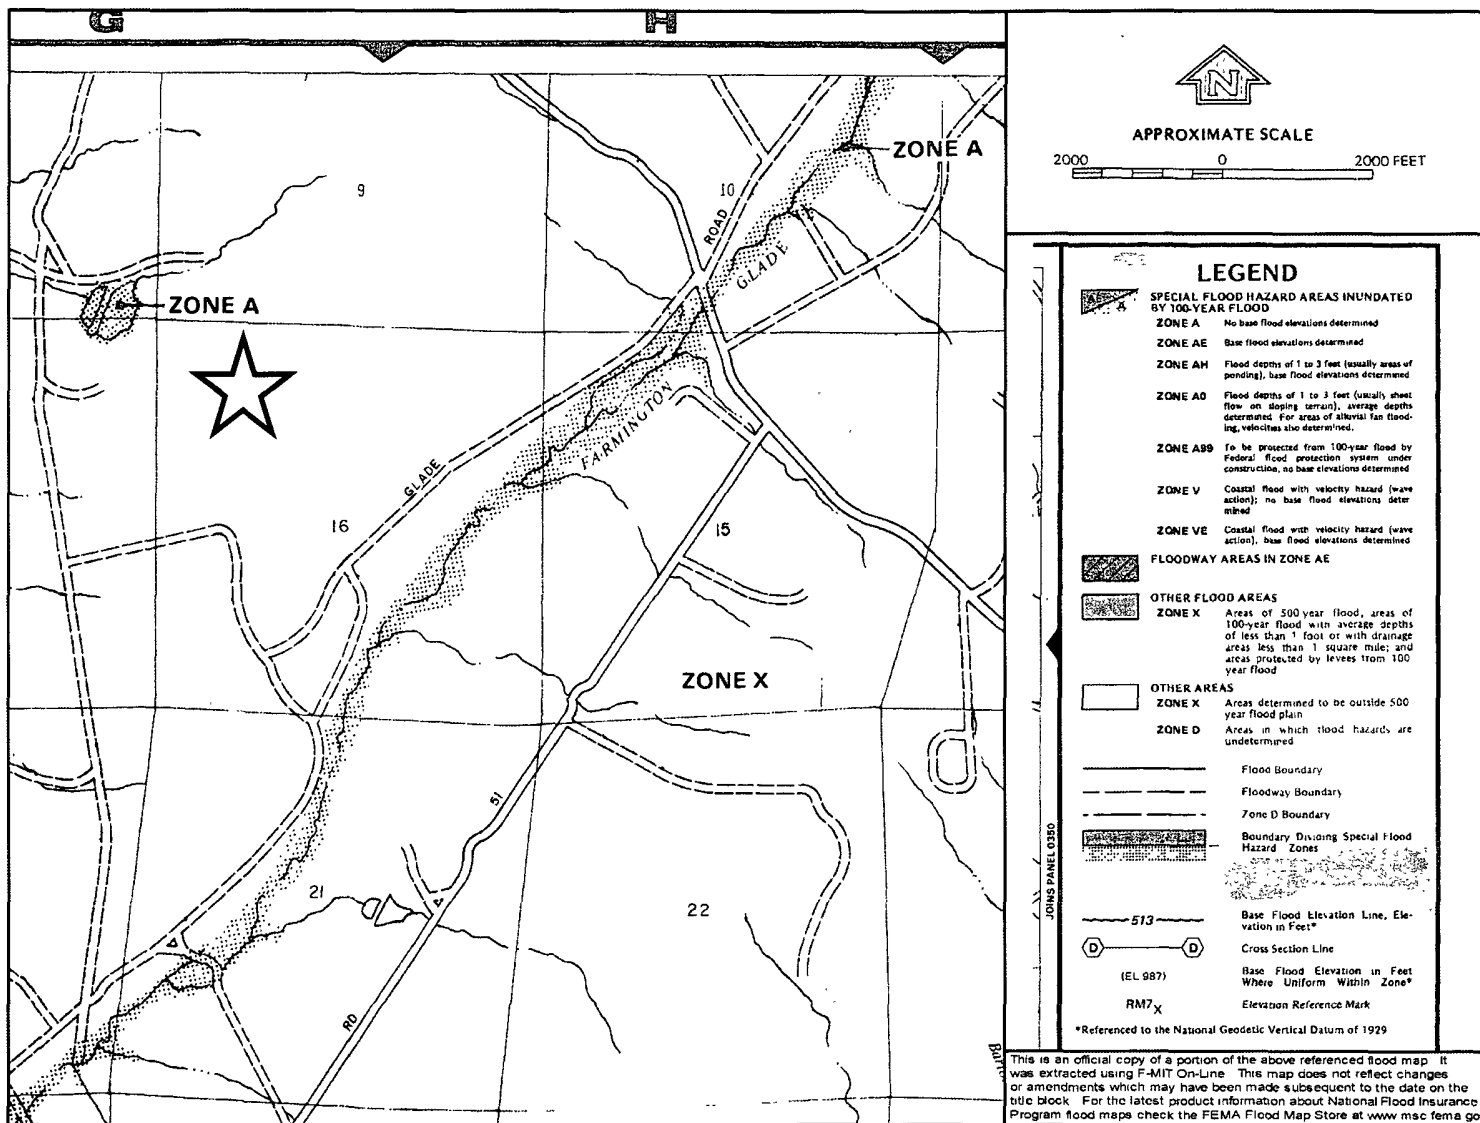 G H
ZONE A
9
10
ROAD
GLADE
ZONE A
FARMINGTON
GLADE
16
15
ZONE X
51
21
22
RD
N
APPROXIMATE SCALE
2000 0 2000 FEET
JOINS PANEL 0350
LEGEND
SPECIAL FLOOD HAZARD AREAS INUNDATED
BY 100-YEAR FLOOD
ZONE A No base flood elevations determined
ZONE AE Base flood elevations determined
ZONE AH Flood depths of 1 to 3 feet (usually areas of
ponding), base flood elevations determined
ZONE AO Flood depths of 1 to 3 feet (usually sheet
flow on sloping terrain), average depths
determined For areas of alluvial fan flood-
ing, velocities also determined.
ZONE A99 To be protected from 100-year flood by
Federal flood protection system under
construction, no base elevations determined
ZONE V Coastal flood with velocity hazard (wave
action); no base flood elevations deter
mined
ZONE VE Coastal flood with velocity hazard (wave
action), base flood elevations determined
FLOODWAY AREAS IN ZONE AE
OTHER FLOOD AREAS
ZONE X Areas of 500 year flood, areas of
100-year flood with average depths
of less than 1 foot or with drainage
areas less than 1 square mile; and
areas protected by levees from 100
year flood
OTHER AREAS
ZONE X Areas determined to be outside 500
year flood plain
ZONE D Areas in which flood hazards are
undetermined
Flood Boundary
Floodway Boundary
Zone D Boundary
Boundary Dividing Special Flood
Hazard Zones
513 Base Flood Elevation Line, Ele-
vation in Feet*
D D Cross Section Line
(EL 987) Base Flood Elevation in Feet
Where Uniform Within Zone*
RM7X Elevation Reference Mark
*Referenced to the National Geodetic Vertical Datum of 1929
This is an official copy of a portion of the above referenced flood map It
was extracted using F-MIT On-Line This map does not reflect changes
or amendments which may have been made subsequent to the date on the
title block For the latest product information about National Flood Insurance
Program flood maps check the FEMA Flood Map Store at www msc fema go